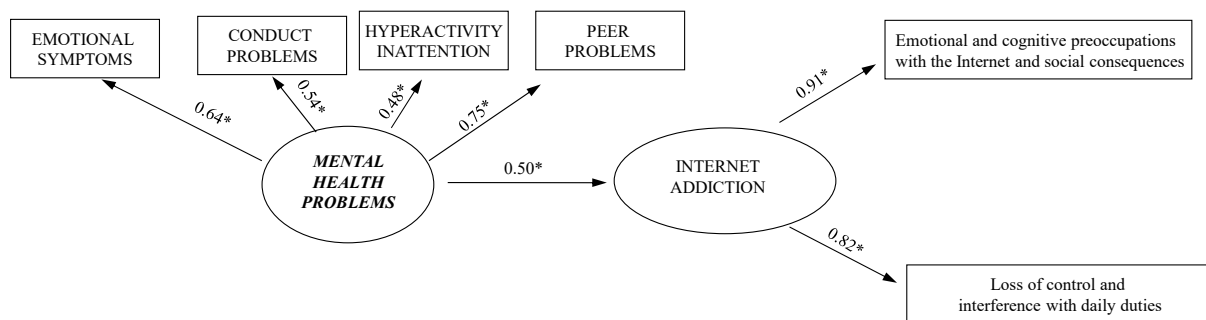 EMOTIONAL
SYMPTOMS
CONDUCT
PROBLEMS
HYPERACTIVITY
INATTENTION
PEER
PROBLEMS
Emotional and cognitive preoccupations
with the Internet and social consequences
0.64*
0.54*
0.48*
0.75*
0.91*
MENTAL
HEALTH
PROBLEMS
0.50*
INTERNET
ADDICTION
0.82*
Loss of control and
interference with daily duties